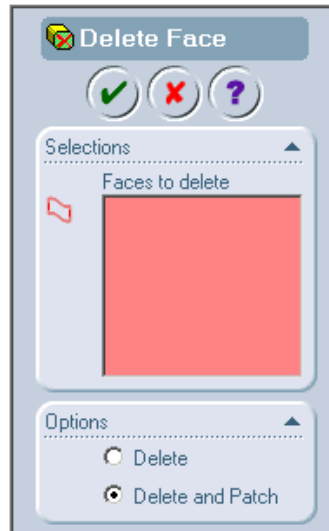 Delete Face
?
Selections
Faces to delete
Options
Delete
Delete and Patch